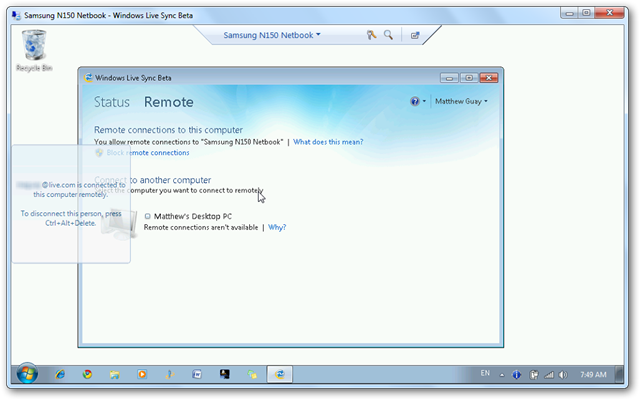 Samsung N150 Netbook - Windows Live Sync Beta
Samsung N150 Netbook
Recycle Bin
Windows Live Sync Beta
Status Remote
Matthew Guay
Remote connections to this computer
You allow remote connections to "Samsung N150 Netbook" | What does this mean?
Block remote connections
@live.com is connected to
this computer remotely.
To disconnect this person, press
Ctrl+Alt+Delete.
Connect to another computer
Select the computer you want to connect to remotely
Matthew's Desktop PC
Remote connections aren't available | Why?
EN
7:49 AM